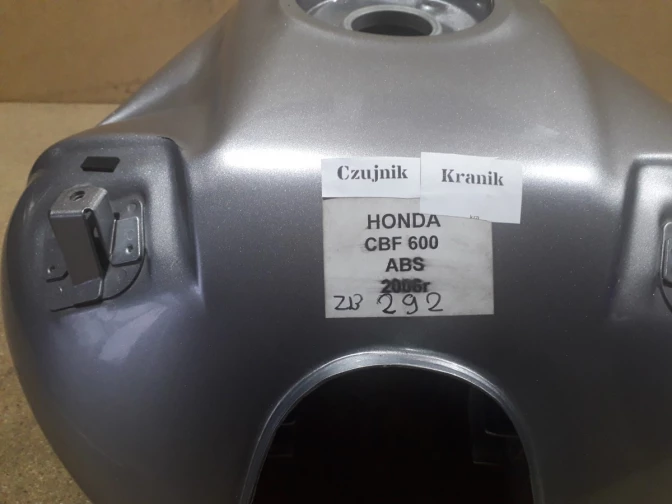 Czujnik
Kranik
HONDA
CBF 600
ABS
2006r
ZB 292